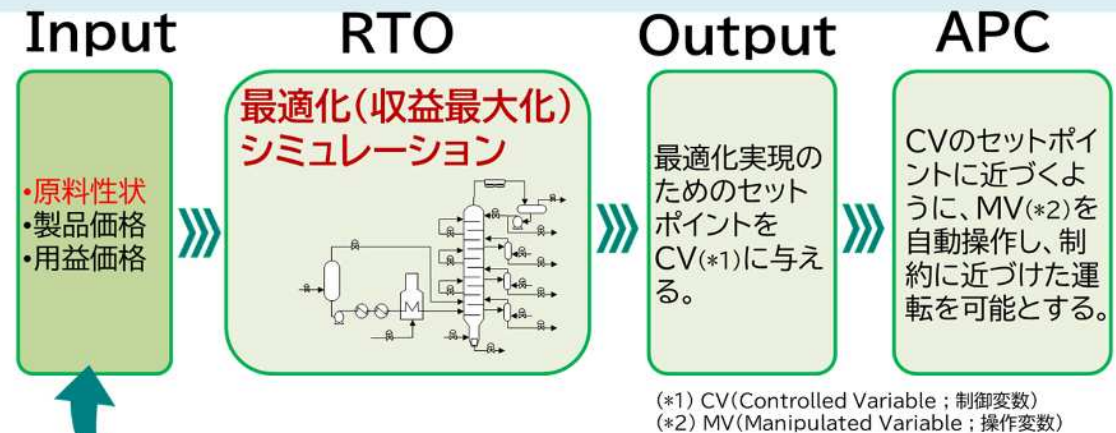 Input
RTO
Output
APC
•原料性状
•製品価格
•用益価格
最適化(収益最大化)
シミュレーション
最適化実現の
ためのセット
ポイントを
CV(*1)に与え
る。
CVのセットポイ
ントに近づくよ
うに、MV(*2)を
自動操作し、制
約に近づけた運
転を可能とする。
(*1) CV(Controlled Variable ; 制御変数)
(*2) MV(Manipulated Variable ; 操作変数)